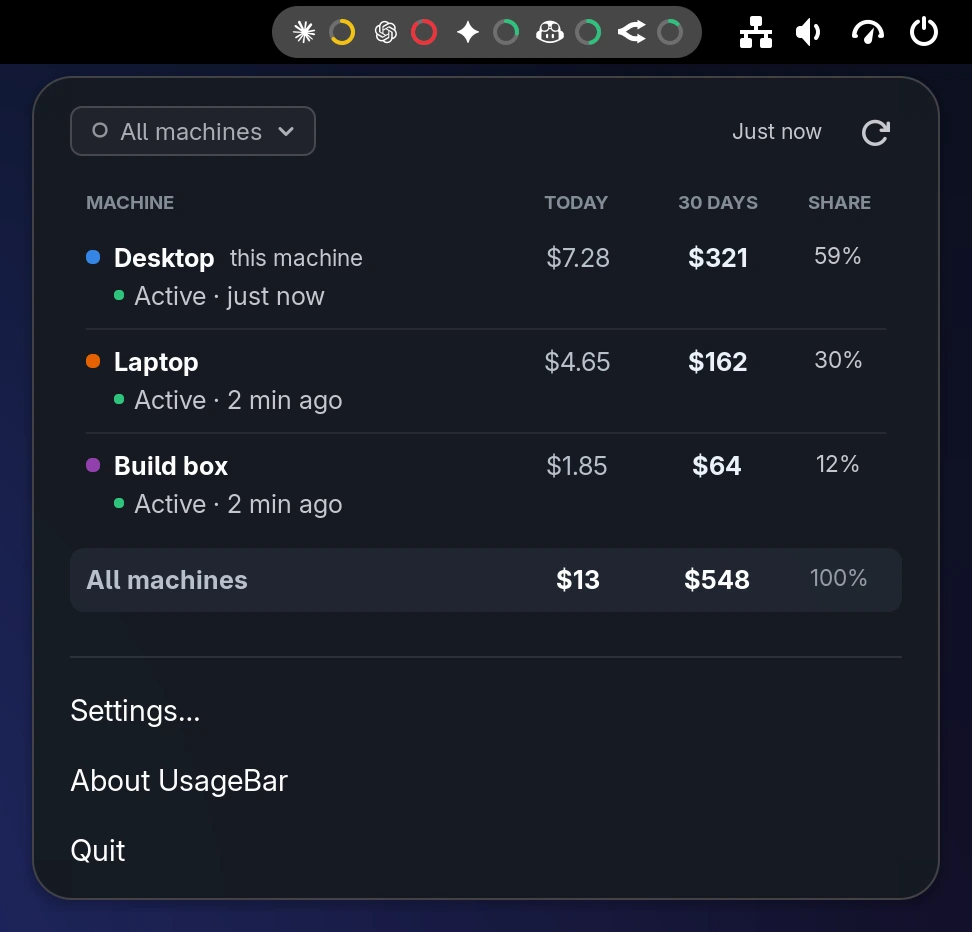 All machines
Just now
MACHINE TODAY 30 DAYS SHARE
Desktop this machine $7.28 $321 59%
Active · just now
Laptop $4.65 $162 30%
Active · 2 min ago
Build box $1.85 $64 12%
Active · 2 min ago
All machines $13 $548 100%
Settings...
About UsageBar
Quit